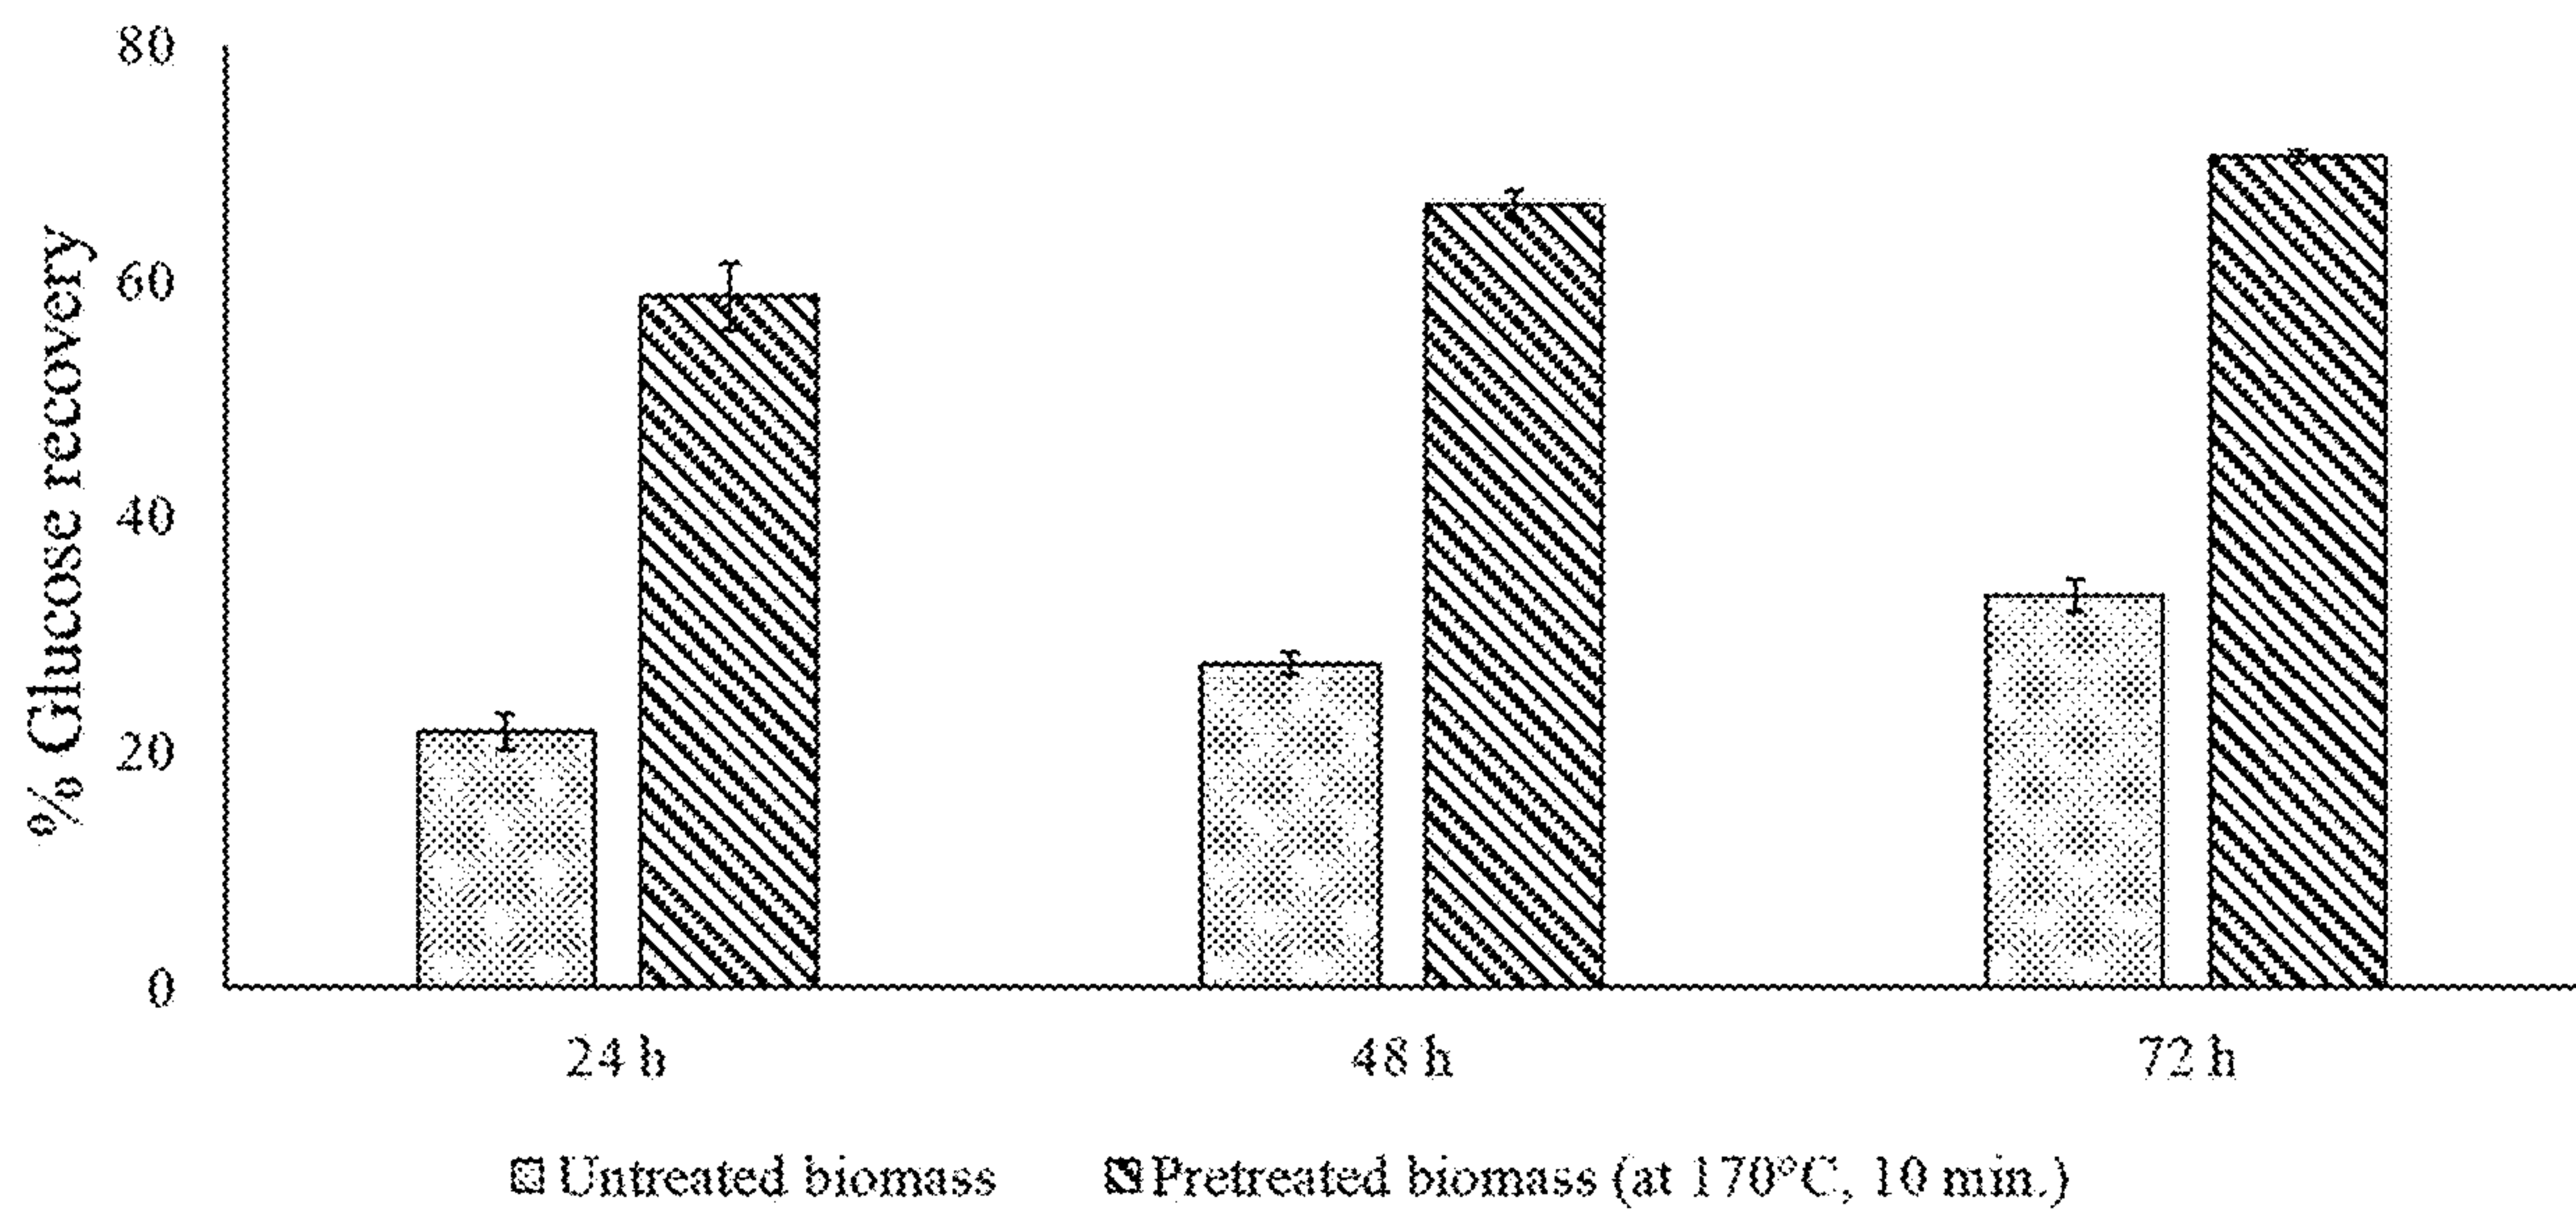 80
60
40
20
0
% Glucose recovery
24 h
48 h
72 h
Untreated biomass
Pretreated biomass (at 170°C, 10 min.)